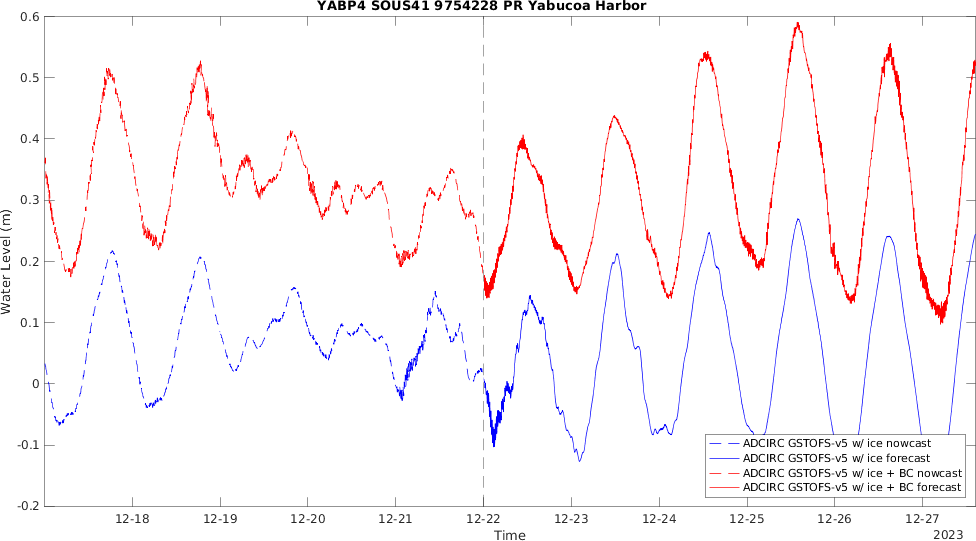 YABP4 SOUS41 9754228 PR Yabucoa Harbor
0.6
0.5
0.4
0.3
0.2
0.1
0
-0.1
-0.2
Water Level (m)
ADCIRC GSTOFS-v5 w/ ice nowcast
ADCIRC GSTOFS-v5 w/ ice forecast
ADCIRC GSTOFS-v5 w/ ice + BC nowcast
ADCIRC GSTOFS-v5 w/ ice + BC forecast
12-18 12-19 12-20 12-21 12-22 12-23 12-24 12-25 12-26 12-27
Time
2023